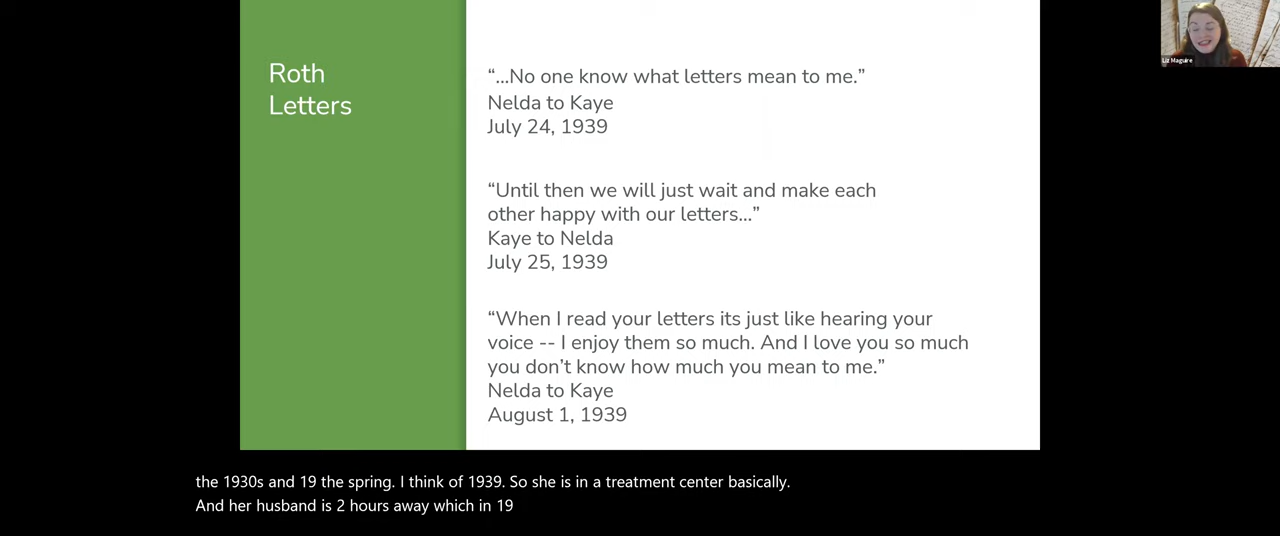 Roth
Letters
“...No one know what letters mean to me.”
Nelda to Kaye
July 24, 1939
“Until then we will just wait and make each
other happy with our letters...”
Kaye to Nelda
July 25, 1939
“When I read your letters its just like hearing your
voice -- I enjoy them so much. And I love you so much
you don’t know how much you mean to me.”
Nelda to Kaye
August 1, 1939
Liz Maguire
the 1930s and 19 the spring. I think of 1939. So she is in a treatment center basically.
And her husband is 2 hours away which in 19